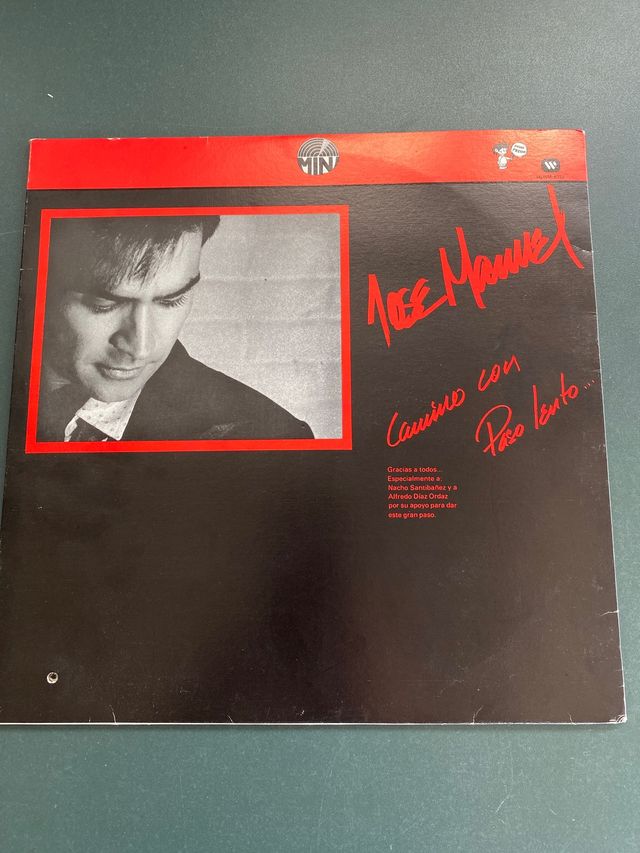 MINI
José Manuel
Camino con
Paso lento...
Gracias a todos...
Especialmente a:
Nacho Santibañez y a
Alfredo Díaz Ordaz
por su apoyo para dar
este gran paso.